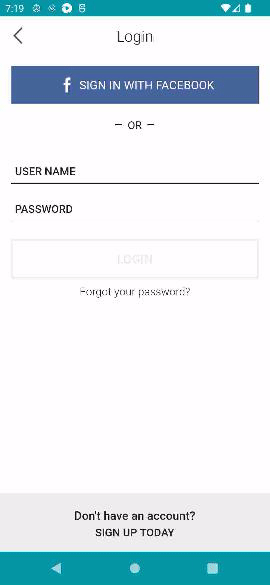 7:19
Login
f SIGN IN WITH FACEBOOK
— OR —
USER NAME
PASSWORD
LOGIN
Forgot your password?
Don't have an account?
SIGN UP TODAY